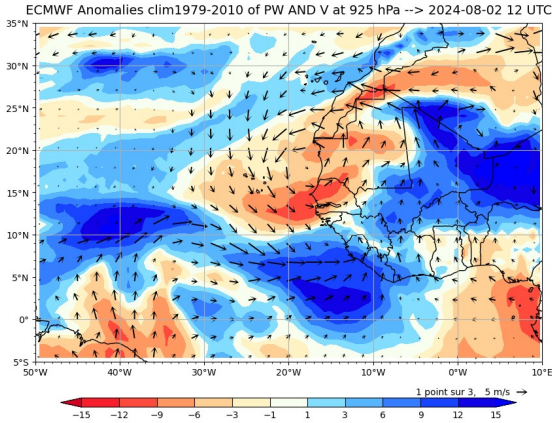 ECMWF Anomalies clim1979-2010 of PW AND V at 925 hPa --> 2024-08-02 12 UTC
35°N
30°N
25°N
20°N
15°N
10°N
5°N
0°
5°S
50°W 40°W 30°W 20°W 10°W 0°W 10°E
1 point sur 3, 5 m/s
−15 −12 −9 −6 −3 −1 1 3 6 9 12 15